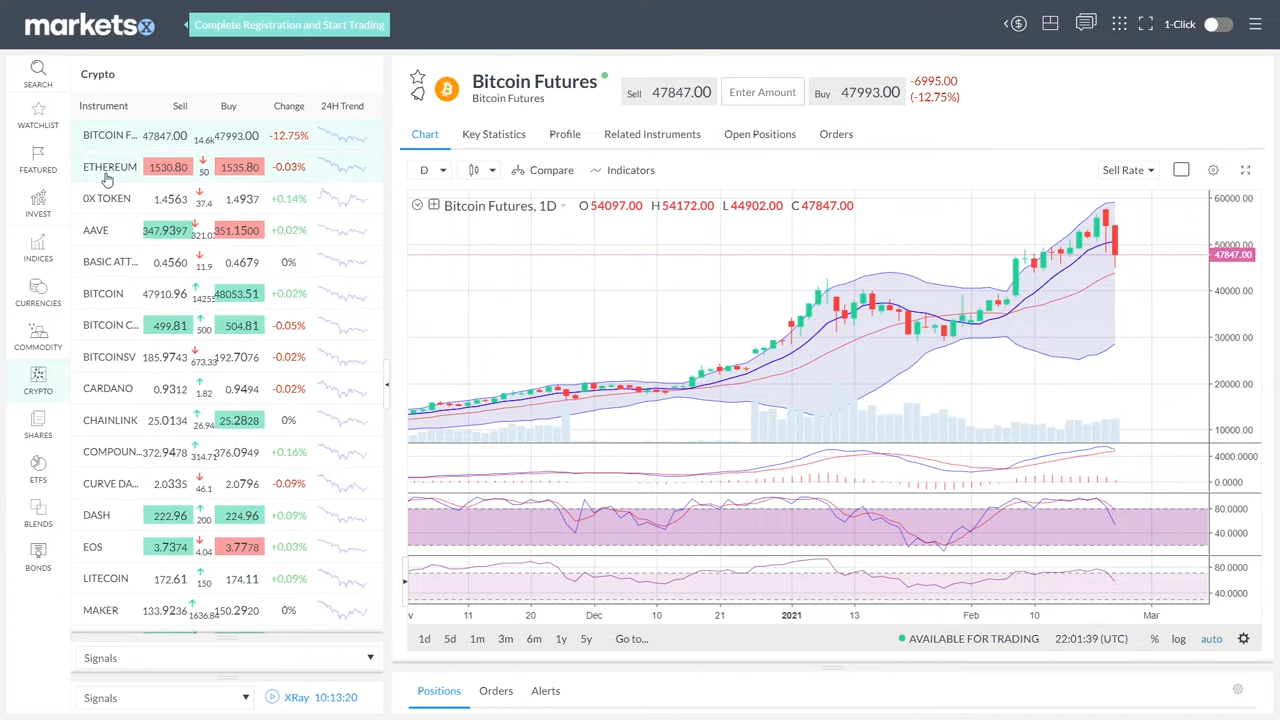 marketsx
Complete Registration and Start Trading
1-Click
SEARCH
WATCHLIST
FEATURED
INVEST
INDICES
CURRENCIES
COMMODITY
CRYPTO
SHARES
ETFS
BLENDS
BONDS
Crypto
Instrument Sell Buy Change 24H Trend
BITCOIN F... 47847.00 14.6k 47993.00 -12.75%
ETHEREUM 1530.80 50 1535.80 -0.03%
0X TOKEN 1.4563 37.4 1.4937 +0.14%
AAVE 347.9397 321.03 351.1500 +0.02%
BASIC ATT... 0.4560 11.9 0.4679 0%
BITCOIN 47910.96 14255 48053.51 +0.02%
BITCOIN C... 499.81 500 504.81 -0.05%
BITCOINSV 185.9743 673.33 192.7076 -0.02%
CARDANO 0.9312 1.82 0.9494 -0.02%
CHAINLINK 25.0134 26.94 25.2828 0%
COMPOUN... 372.9478 314.71 376.0949 +0.16%
CURVE DA... 2.0335 46.1 2.0796 -0.09%
DASH 222.96 200 224.96 +0.09%
EOS 3.7374 4.04 3.7778 +0.03%
LITECOIN 172.61 150 174.11 +0.09%
MAKER 133.9236 1636.84 150.2920 0%
Signals
Signals XRay 10:13:20
Bitcoin Futures
Bitcoin Futures
Sell 47847.00 Enter Amount Buy 47993.00
-6995.00
(-12.75%)
Chart Key Statistics Profile Related Instruments Open Positions Orders
D Compare Indicators Sell Rate
Bitcoin Futures, 1D O 54097.00 H 54172.00 L 44902.00 C 47847.00
60000.00
50000.00
47847.00
40000.00
30000.00
20000.00
4000.0000
0.0000
80.0000
40.0000
80.0000
40.0000
v 11 20 Dec 10 21 2021 13 Feb 10 Mar
1d 5d 1m 3m 6m 1y 5y Go to... AVAILABLE FOR TRADING 22:01:39 (UTC) % log auto
Positions Orders Alerts